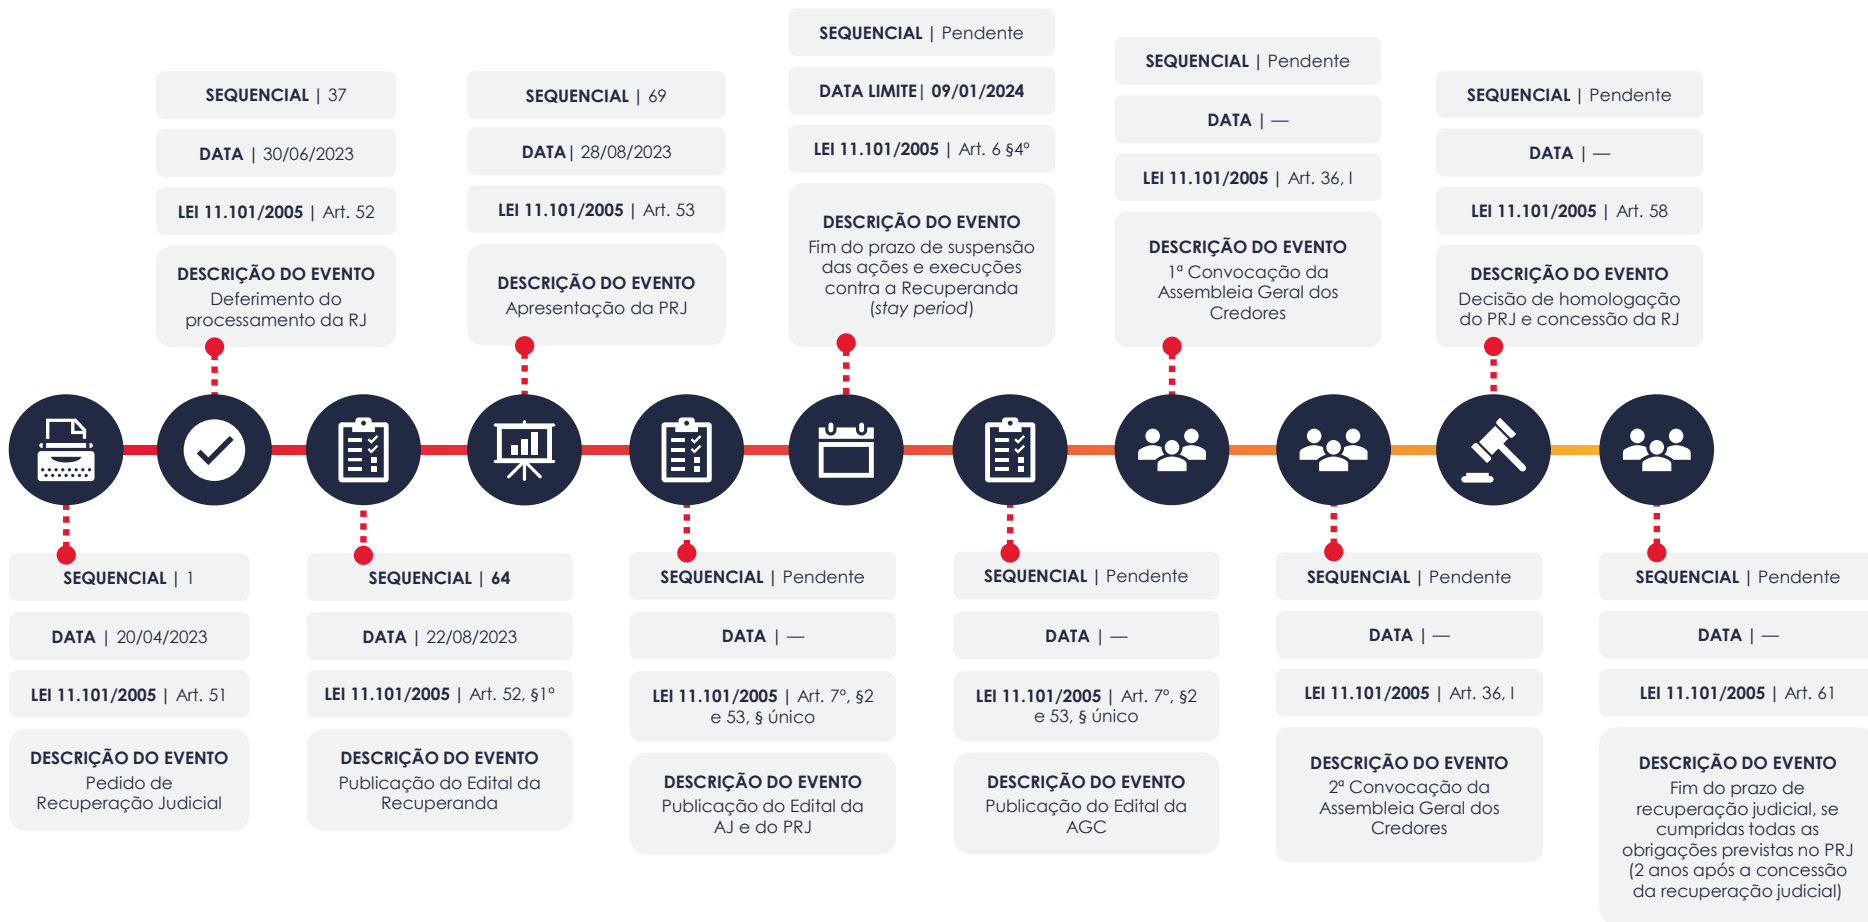 SEQUENCIAL | 1
DATA | 20/04/2023
LEI 11.101/2005 | Art. 51
DESCRIÇÃO DO EVENTO
Pedido de
Recuperação Judicial
SEQUENCIAL | 37
DATA | 30/06/2023
LEI 11.101/2005 | Art. 52
DESCRIÇÃO DO EVENTO
Deferimento do
processamento da RJ
SEQUENCIAL | 64
DATA | 22/08/2023
LEI 11.101/2005 | Art. 52, §1º
DESCRIÇÃO DO EVENTO
Publicação do Edital da
Recuperanda
SEQUENCIAL | 69
DATA| 28/08/2023
LEI 11.101/2005 | Art. 53
DESCRIÇÃO DO EVENTO
Apresentação da PRJ
SEQUENCIAL | Pendente
DATA | —
LEI 11.101/2005 | Art. 7º, §2
e 53, § único
DESCRIÇÃO DO EVENTO
Publicação do Edital da
AJ e do PRJ
SEQUENCIAL | Pendente
DATA LIMITE| 09/01/2024
LEI 11.101/2005 | Art. 6 §4º
DESCRIÇÃO DO EVENTO
Fim do prazo de suspensão
das ações e execuções
contra a Recuperanda
(stay period)
SEQUENCIAL | Pendente
DATA | —
LEI 11.101/2005 | Art. 7º, §2
e 53, § único
DESCRIÇÃO DO EVENTO
Publicação do Edital da
AGC
SEQUENCIAL | Pendente
DATA | —
LEI 11.101/2005 | Art. 36, I
DESCRIÇÃO DO EVENTO
1ª Convocação da
Assembleia Geral dos
Credores
SEQUENCIAL | Pendente
DATA | —
LEI 11.101/2005 | Art. 36, I
DESCRIÇÃO DO EVENTO
2ª Convocação da
Assembleia Geral dos
Credores
SEQUENCIAL | Pendente
DATA | —
LEI 11.101/2005 | Art. 58
DESCRIÇÃO DO EVENTO
Decisão de homologação
do PRJ e concessão da RJ
SEQUENCIAL | Pendente
DATA | —
LEI 11.101/2005 | Art. 61
DESCRIÇÃO DO EVENTO
Fim do prazo de
recuperação judicial, se
cumpridas todas as
obrigações previstas no PRJ
(2 anos após a concessão
da recuperação judicial)